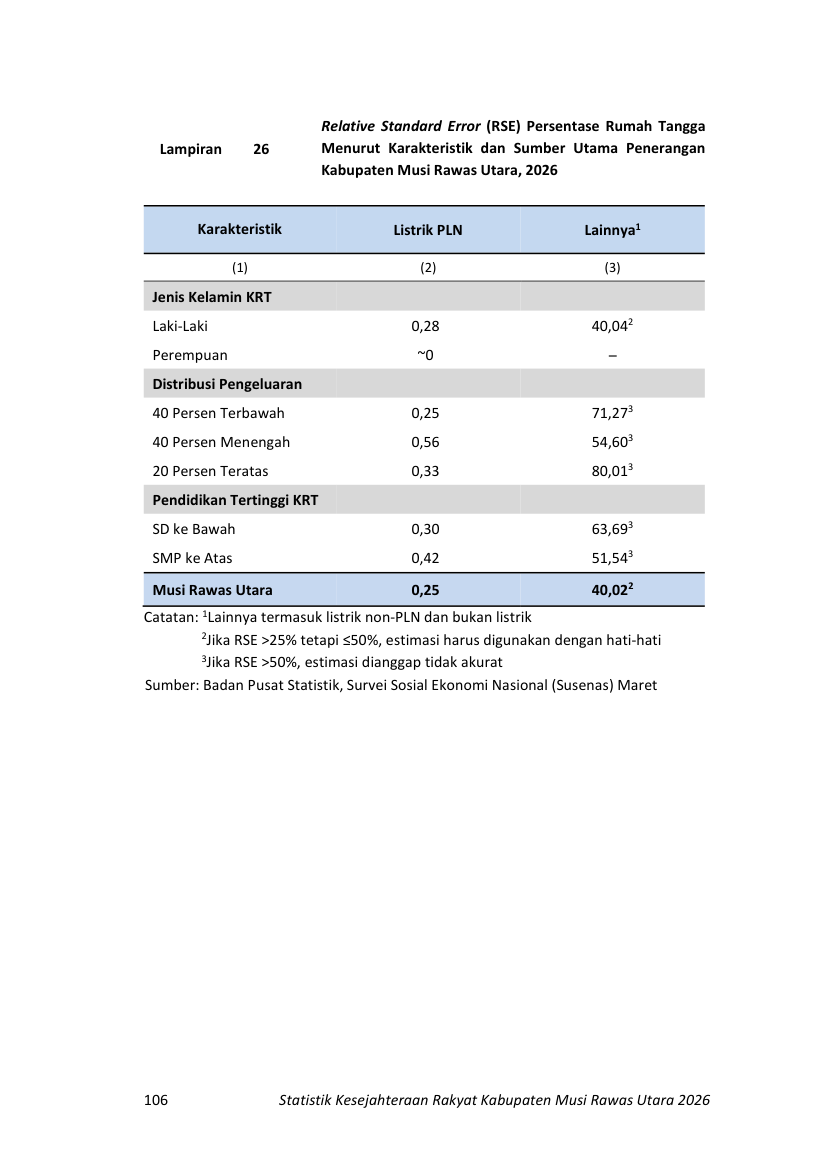 Relative Standard Error (RSE) Persentase Rumah Tangga
Lampiran 26 Menurut Karakteristik dan Sumber Utama Penerangan
Kabupaten Musi Rawas Utara, 2026
Karakteristik Listrik PLN Lainnya¹
(1) (2) (3)
Jenis Kelamin KRT
Laki-Laki 0,28 40,04²
Perempuan ~0 –
Distribusi Pengeluaran
40 Persen Terbawah 0,25 71,27³
40 Persen Menengah 0,56 54,60³
20 Persen Teratas 0,33 80,01³
Pendidikan Tertinggi KRT
SD ke Bawah 0,30 63,69³
SMP ke Atas 0,42 51,54³
Musi Rawas Utara 0,25 40,02²
Catatan: ¹Lainnya termasuk listrik non-PLN dan bukan listrik
²Jika RSE >25% tetapi ≤50%, estimasi harus digunakan dengan hati-hati
³Jika RSE >50%, estimasi dianggap tidak akurat
Sumber: Badan Pusat Statistik, Survei Sosial Ekonomi Nasional (Susenas) Maret
106 Statistik Kesejahteraan Rakyat Kabupaten Musi Rawas Utara 2026